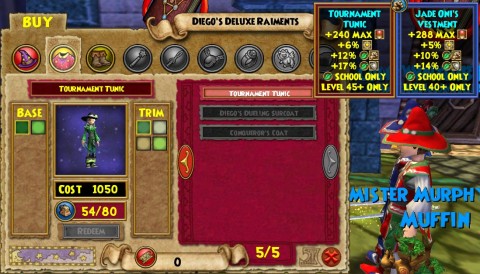 BUY
DIEGO'S DELUXE RAIMENTS
TOURNAMENT TUNIC
BASE
TRIM
COST 1050
54/80
REDEEM
TOURNAMENT TUNIC
DIEGO'S DUELING SURCOAT
CONQUEROR'S COAT
0
5/5
TOURNAMENT
TUNIC
+240 MAX
+6%
+12%
+17%
SCHOOL ONLY
LEVEL 45+ ONLY
JADE ONI'S
VESTMENT
+288 MAX
+5%
+10%
+14%
SCHOOL ONLY
LEVEL 40+ ONLY
MISTER MURPHY
MUFFIN